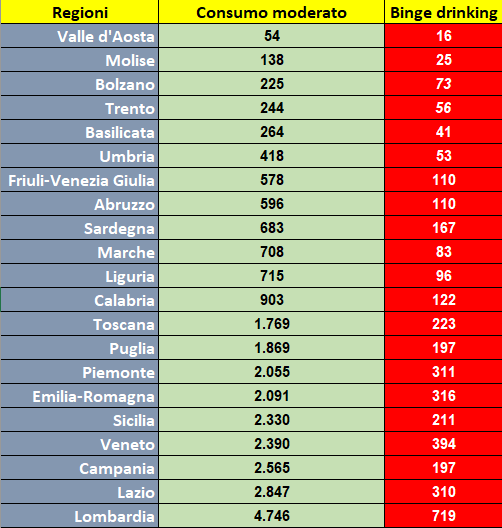 Regioni Consumo moderato Binge drinking
Valle d'Aosta 54 16
Molise 138 25
Bolzano 225 73
Trento 244 56
Basilicata 264 41
Umbria 418 53
Friuli-Venezia Giulia 578 110
Abruzzo 596 110
Sardegna 683 167
Marche 708 83
Liguria 715 96
Calabria 903 122
Toscana 1.769 223
Puglia 1.869 197
Piemonte 2.055 311
Emilia-Romagna 2.091 316
Sicilia 2.330 211
Veneto 2.390 394
Campania 2.565 197
Lazio 2.847 310
Lombardia 4.746 719